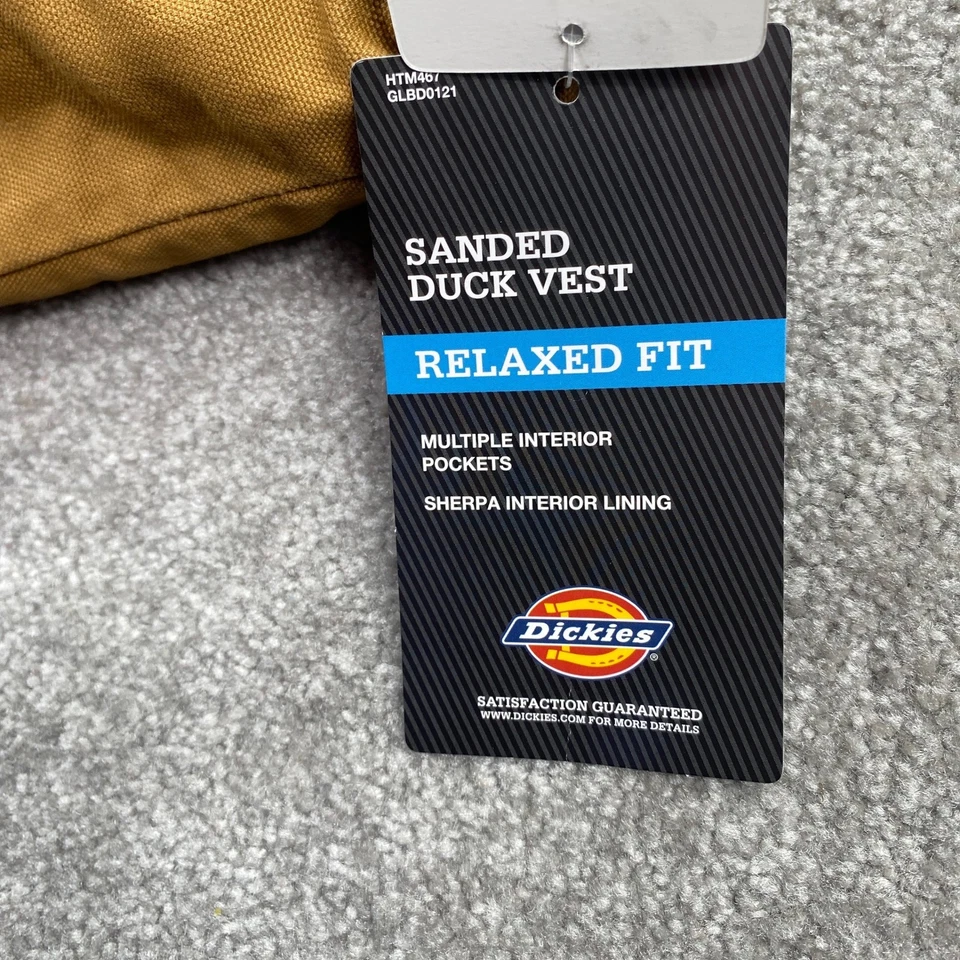 HTM467
GLBD0121
SANDED
DUCK VEST
RELAXED FIT
MULTIPLE INTERIOR
POCKETS
SHERPA INTERIOR LINING
Dickies®
SATISFACTION GUARANTEED
WWW.DICKIES.COM FOR MORE DETAILS